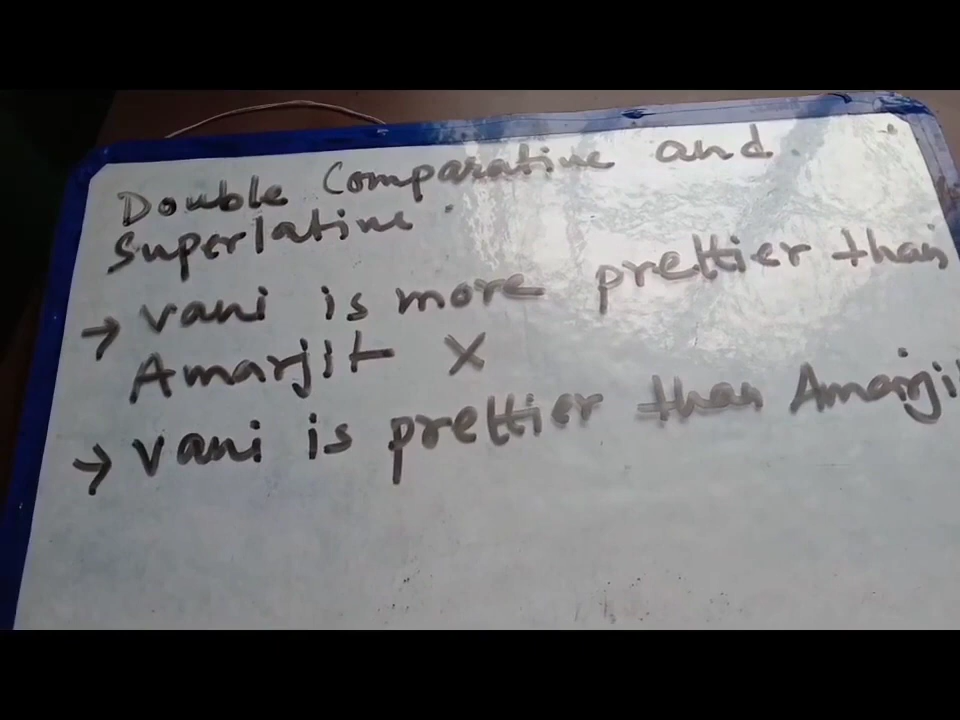 Double Comparative and
Superlative.
→ Vani is more prettier than
Amarjit X
→ Vani is prettier than Amarjit